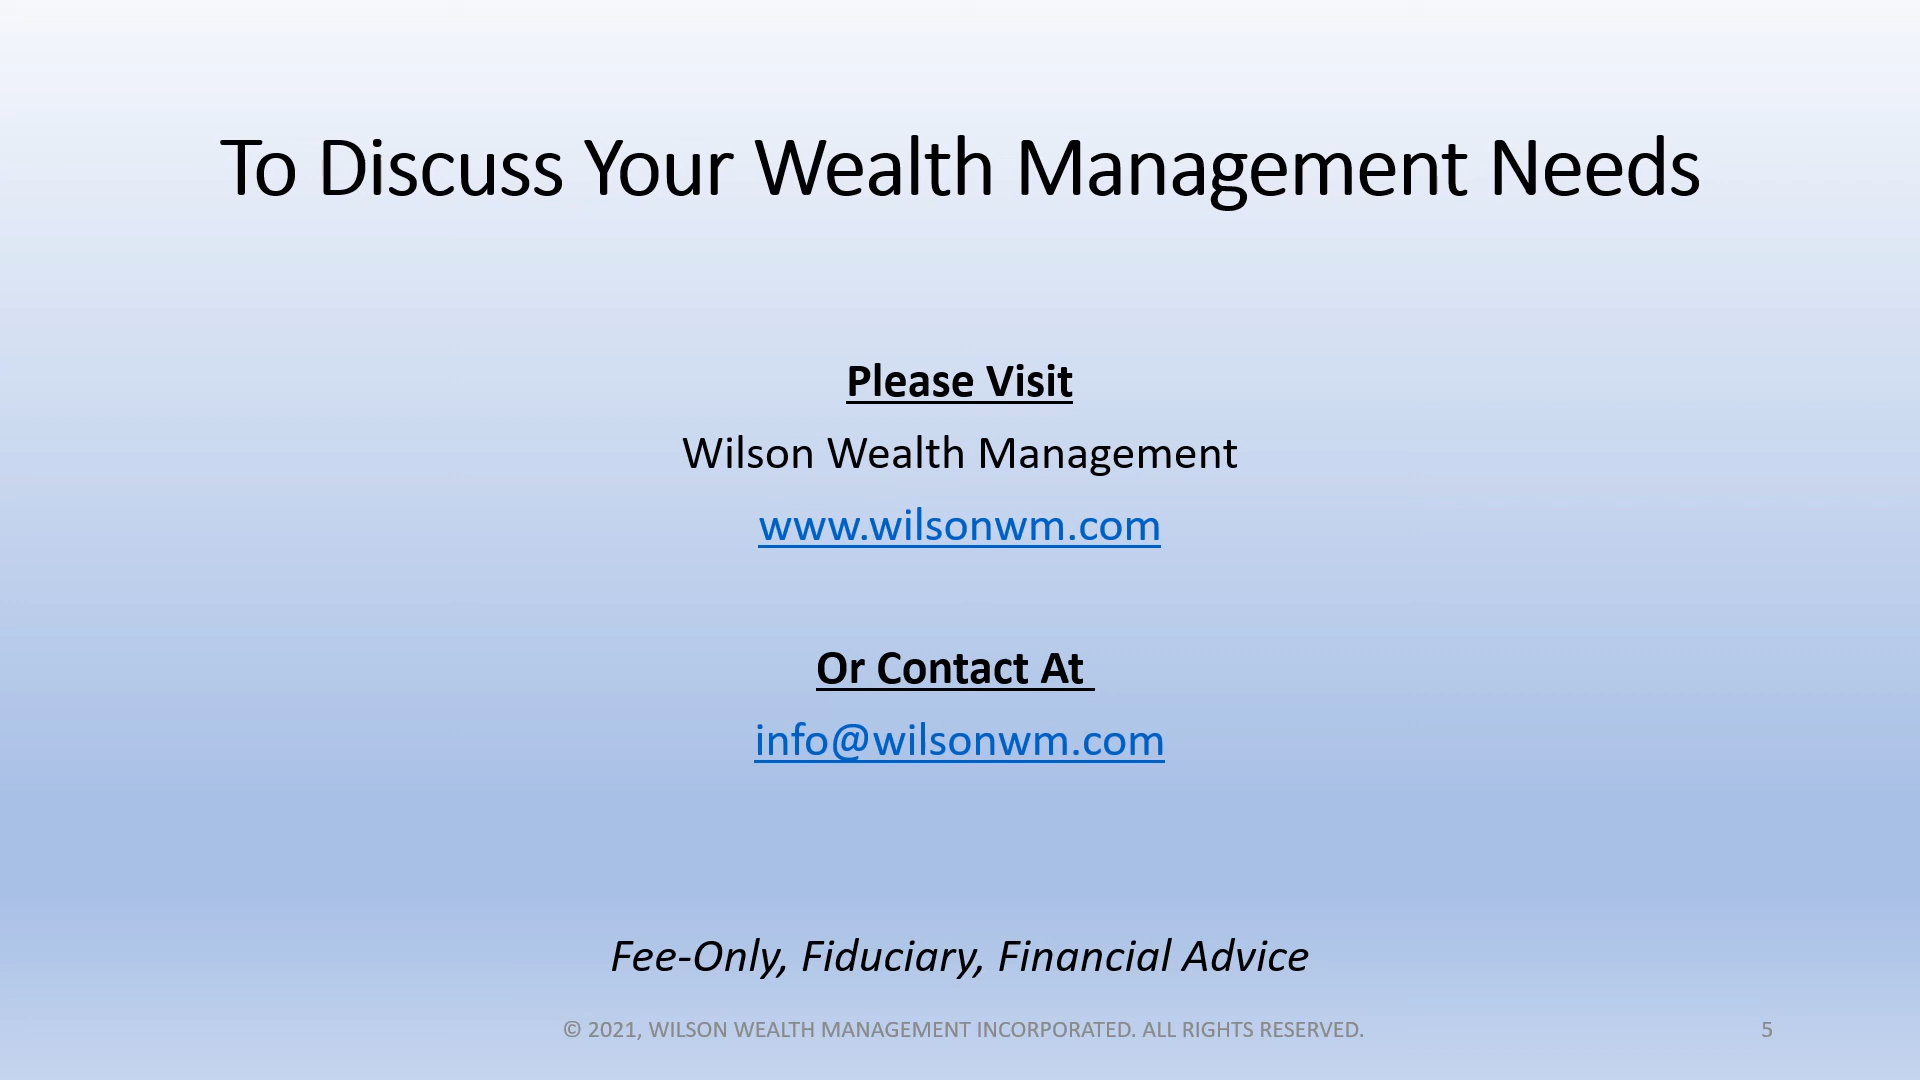 To Discuss Your Wealth Management Needs
Please Visit
Wilson Wealth Management
www.wilsonwm.com
Or Contact At
info@wilsonwm.com
Fee-Only, Fiduciary, Financial Advice
© 2021, WILSON WEALTH MANAGEMENT INCORPORATED. ALL RIGHTS RESERVED.
5